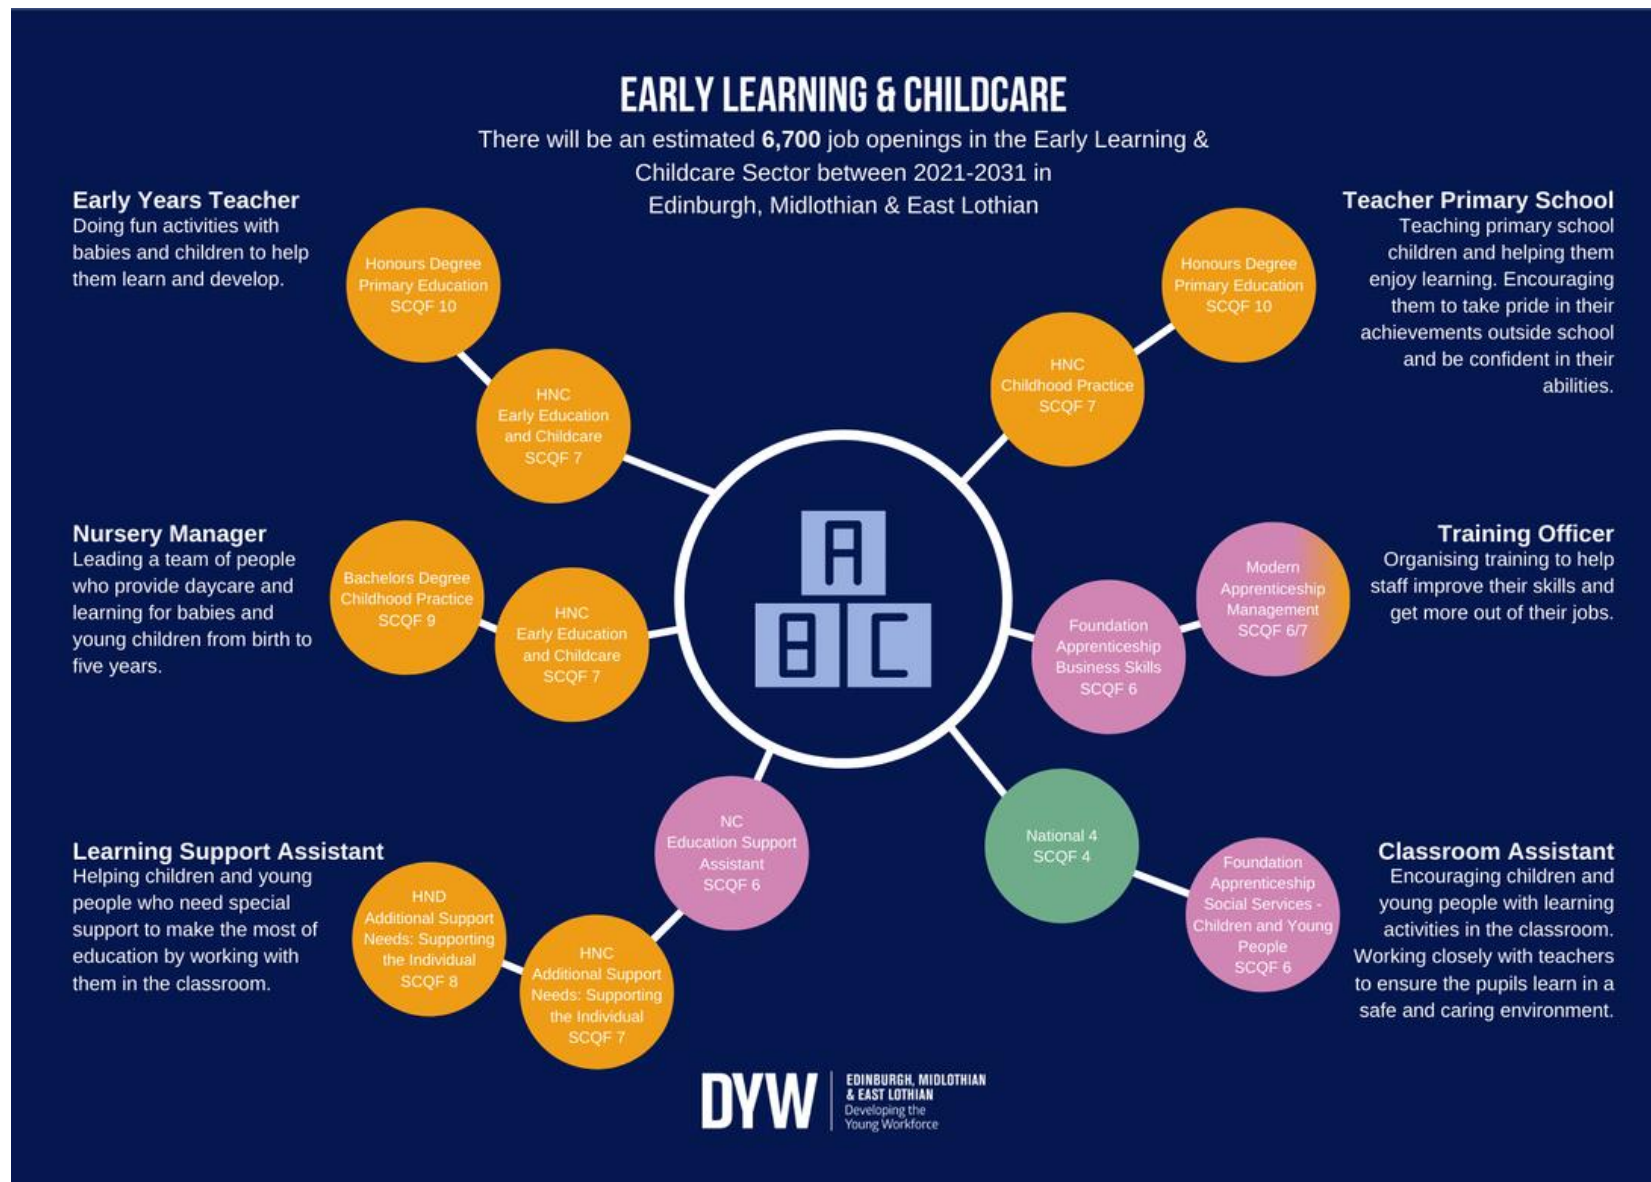 EARLY LEARNING & CHILDCARE
There will be an estimated 6,700 job openings in the Early Learning &
Childcare Sector between 2021-2031 in
Edinburgh, Midlothian & East Lothian
Early Years Teacher
Doing fun activities with
babies and children to help
them learn and develop.
Honours Degree
Primary Education
SCQF 10
HNC
Early Education
and Childcare
SCQF 7
Teacher Primary School
Teaching primary school
children and helping them
enjoy learning. Encouraging
them to take pride in their
achievements outside school
and be confident in their
abilities.
Honours Degree
Primary Education
SCQF 10
HNC
Childhood Practice
SCQF 7
Nursery Manager
Leading a team of people
who provide daycare and
learning for babies and
young children from birth to
five years.
Bachelors Degree
Childhood Practice
SCQF 9
HNC
Early Education
and Childcare
SCQF 7
A
B C
Training Officer
Organising training to help
staff improve their skills and
get more out of their jobs.
Modern
Apprenticeship
Management
SCQF 6/7
Foundation
Apprenticeship
Business Skills
SCQF 6
Learning Support Assistant
Helping children and young
people who need special
support to make the most of
education by working with
them in the classroom.
HND
Additional Support
Needs: Supporting
the Individual
SCQF 8
HNC
Additional Support
Needs: Supporting
the Individual
SCQF 7
NC
Education Support
Assistant
SCQF 6
National 4
SCQF 4
Foundation
Apprenticeship
Social Services -
Children and Young
People
SCQF 6
Classroom Assistant
Encouraging children and
young people with learning
activities in the classroom.
Working closely with teachers
to ensure the pupils learn in a
safe and caring environment.
DYW
EDINBURGH, MIDLOTHIAN
& EAST LOTHIAN
Developing the
Young Workforce